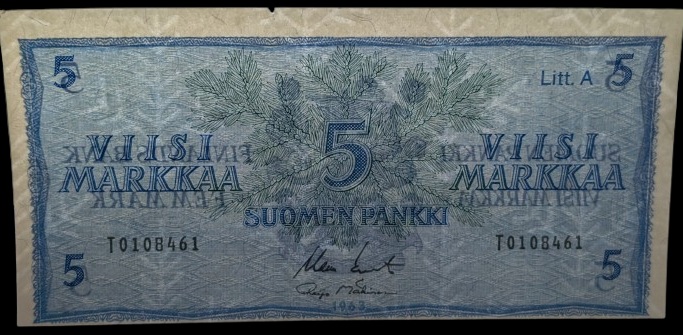 5 Litt. A 5
5
VIISI VIISI
MARKKAA MARKKAA
SUOMEN PANKKI
T0108461 T0108461
5 5
1963